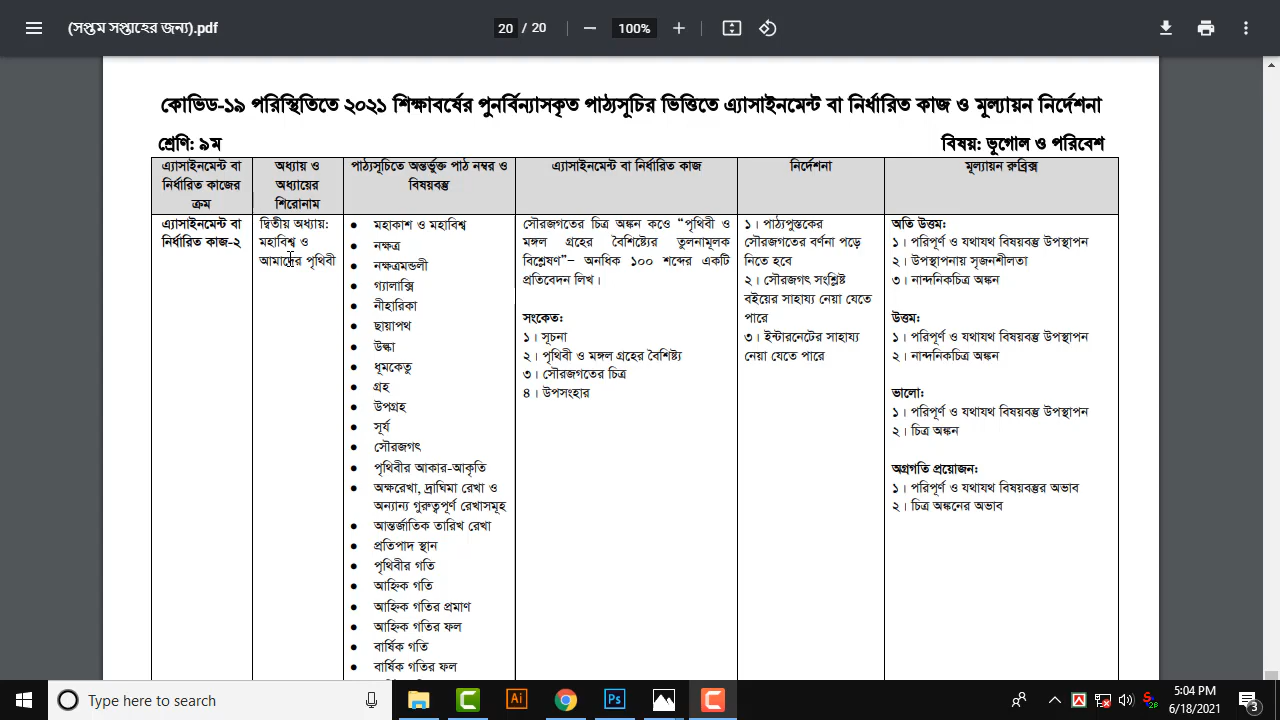 (সপ্তম সপ্তাহের জন্য).pdf
20 / 20
100%
কোভিড-১৯ পরিস্থিতিতে ২০২১ শিক্ষাবর্ষের পুনর্বিন্যাসকৃত পাঠ্যসূচির ভিত্তিতে এ্যাসাইনমেন্ট বা নির্ধারিত কাজ ও মূল্যায়ন নির্দেশনা
শ্রেণি: ৯ম
বিষয়: ভূগোল ও পরিবেশ
এ্যাসাইনমেন্ট বা
নির্ধারিত কাজের
ক্রম
অধ্যায় ও
অধ্যায়ের
শিরোনাম
পাঠ্যসূচিতে অন্তর্ভুক্ত পাঠ নম্বর ও
বিষয়বস্তু
এ্যাসাইনমেন্ট বা নির্ধারিত কাজ
নির্দেশনা
মূল্যায়ন রুব্রিক্স
এ্যাসাইনমেন্ট বা
নির্ধারিত কাজ-২
দ্বিতীয় অধ্যায়:
মহাবিশ্ব ও
আমাদের পৃথিবী
• মহাকাশ ও মহাবিশ্ব
• নক্ষত্র
• নক্ষত্রমন্ডলী
• গ্যালাক্সি
• নীহারিকা
• ছায়াপথ
• উল্কা
• ধূমকেতু
• গ্রহ
• উপগ্রহ
• সূর্য
• সৌরজগৎ
• পৃথিবীর আকার-আকৃতি
• অক্ষরেখা, দ্রাঘিমা রেখা ও
অন্যান্য গুরুত্বপূর্ণ রেখাসমূহ
• আন্তর্জাতিক তারিখ রেখা
• প্রতিপাদ স্থান
• পৃথিবীর গতি
• আহ্নিক গতি
• আহ্নিক গতির প্রমাণ
• আহ্নিক গতির ফল
• বার্ষিক গতি
• বার্ষিক গতির ফল
সৌরজগতের চিত্র অঙ্কন কওে “পৃথিবী ও
মঙ্গল গ্রহের বৈশিষ্ট্যের তুলনামূলক
বিশ্লেষণ”– অনধিক ১০০ শব্দের একটি
প্রতিবেদন লিখ।
সংকেত:
১। সূচনা
২। পৃথিবী ও মঙ্গল গ্রহের বৈশিষ্ট্য
৩। সৌরজগতের চিত্র
৪। উপসংহার
১। পাঠ্যপুস্তকের
সৌরজগতের বর্ণনা পড়ে
নিতে হবে
২। সৌরজগৎ সংশ্লিষ্ট
বইয়ের সাহায্য নেয়া যেতে
পারে
৩। ইন্টারনেটের সাহায্য
নেয়া যেতে পারে
অতি উত্তম:
১। পরিপূর্ণ ও যথাযথ বিষয়বস্তু উপস্থাপন
২। উপস্থাপনায় সৃজনশীলতা
৩। নান্দনিকচিত্র অঙ্কন
উত্তম:
১। পরিপূর্ণ ও যথাযথ বিষয়বস্তু উপস্থাপন
২। নান্দনিকচিত্র অঙ্কন
ভালো:
১। পরিপূর্ণ ও যথাযথ বিষয়বস্তু উপস্থাপন
২। চিত্র অঙ্কন
অগ্রগতি প্রয়োজন:
১। পরিপূর্ণ ও যথাযথ বিষয়বস্তুর অভাব
২। চিত্র অঙ্কনের অভাব
Type here to search
5:04 PM
6/18/2021